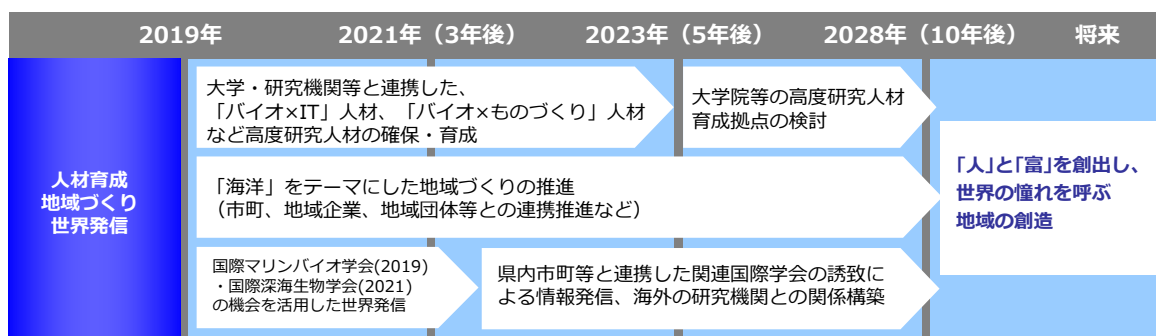 2019年 2021年（3年後） 2023年（5年後） 2028年（10年後） 将来
人材育成
地域づくり
世界発信
大学・研究機関等と連携した、
「バイオ×IT」人材、「バイオ×ものづくり」人材
など高度研究人材の確保・育成
大学院等の高度研究人材
育成拠点の検討
「海洋」をテーマにした地域づくりの推進
（市町、地域企業、地域団体等との連携推進など）
国際マリンバイオ学会(2019)
・国際深海生物学会(2021)
の機会を活用した世界発信
県内市町等と連携した関連国際学会の誘致に
よる情報発信、海外の研究機関との関係構築
「人」と「富」を創出し、
世界の憧れを呼ぶ
地域の創造